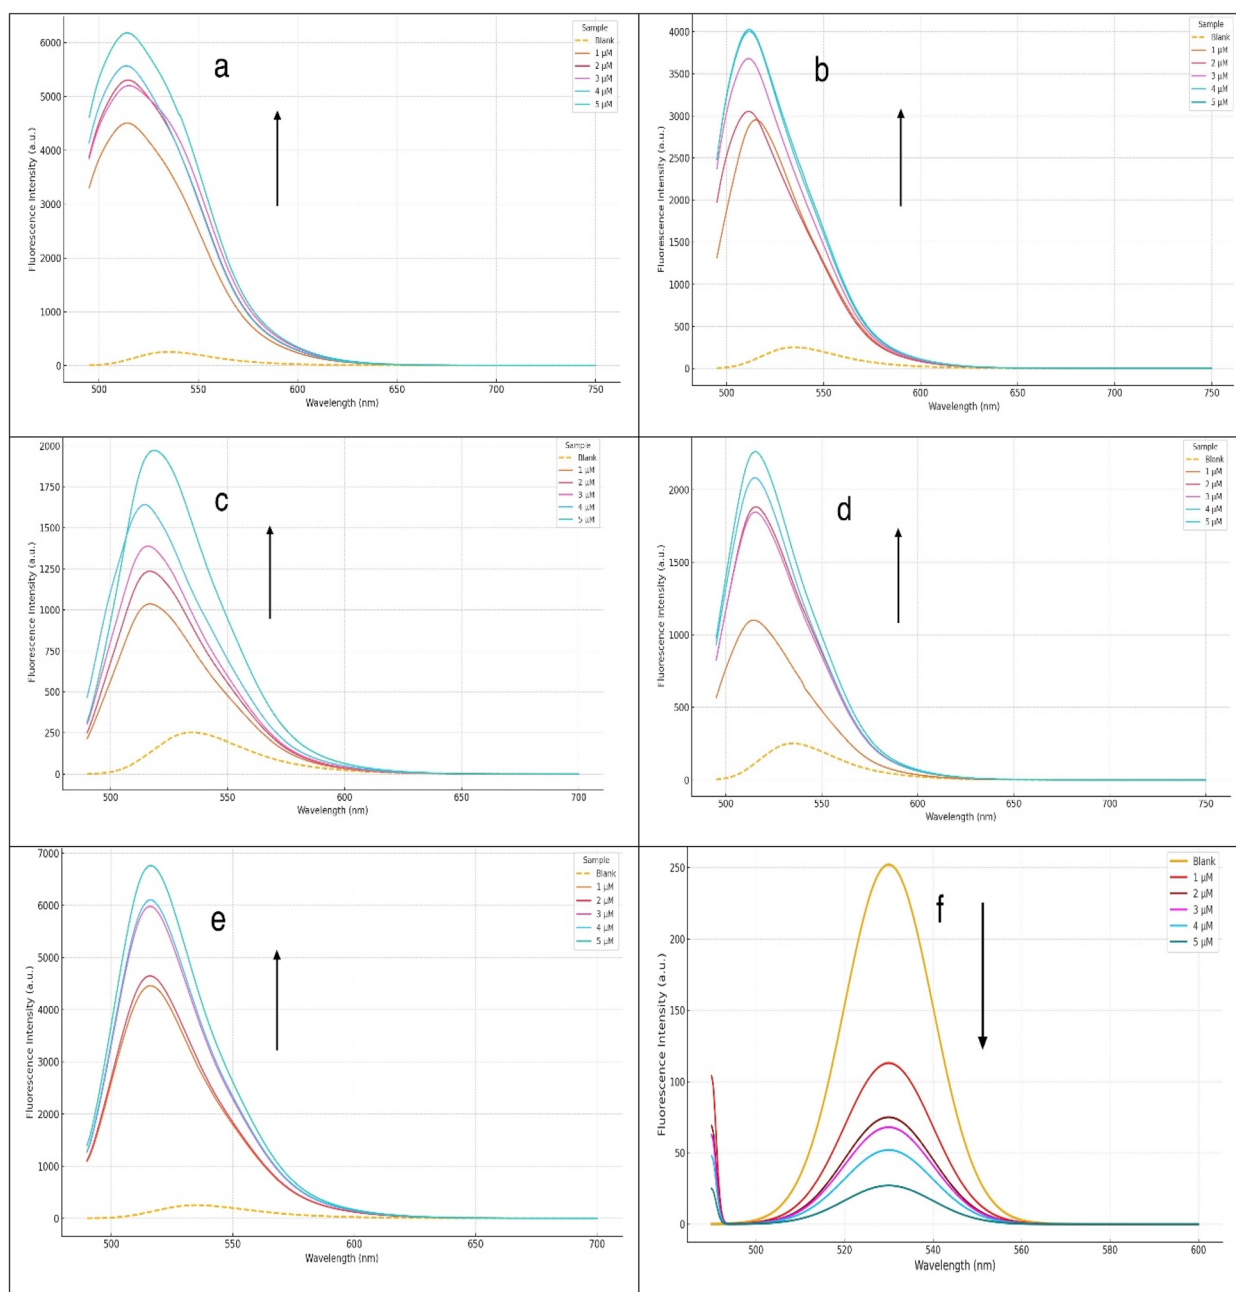 a
Sample
Blank
1 μM
2 μM
3 μM
4 μM
5 μM
Fluorescence Intensity (a.u.)
6000
5000
4000
3000
2000
1000
0
500
550
600
650
700
750
Wavelength (nm)
b
Sample
Blank
1 μM
2 μM
3 μM
4 μM
5 μM
Fluorescence Intensity (a.u.)
4000
3500
3000
2500
2000
1500
1000
500
0
500
550
600
650
700
750
Wavelength (nm)
c
Sample
Blank
1 μM
2 μM
3 μM
4 μM
5 μM
Fluorescence Intensity (a.u.)
2000
1750
1500
1250
1000
750
500
250
0
500
550
600
650
700
Wavelength (nm)
d
Sample
Blank
1 μM
2 μM
3 μM
4 μM
5 μM
Fluorescence Intensity (a.u.)
2000
1500
1000
500
0
500
550
600
650
700
750
Wavelength (nm)
e
Sample
Blank
1 μM
2 μM
3 μM
4 μM
5 μM
Fluorescence Intensity (a.u.)
7000
6000
5000
4000
3000
2000
1000
0
500
550
600
650
700
Wavelength (nm)
f
Blank
1 μM
2 μM
3 μM
4 μM
5 μM
Fluorescence Intensity (a.u.)
250
200
150
100
50
0
500
520
540
560
580
600
Wavelength (nm)